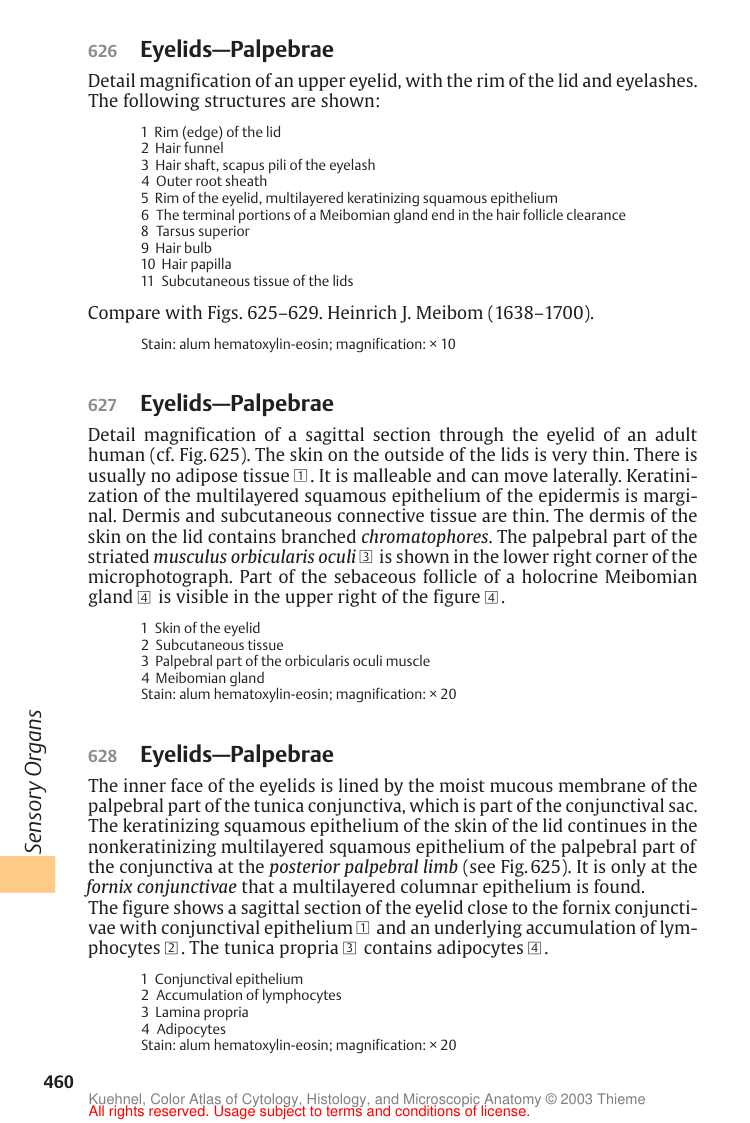 626 Eyelids—Palpebrae
Detail magnification of an upper eyelid, with the rim of the lid and eyelashes.
The following structures are shown:
1 Rim (edge) of the lid
2 Hair funnel
3 Hair shaft, scapus pili of the eyelash
4 Outer root sheath
5 Rim of the eyelid, multilayered keratinizing squamous epithelium
6 The terminal portions of a Meibomian gland end in the hair follicle clearance
8 Tarsus superior
9 Hair bulb
10 Hair papilla
11 Subcutaneous tissue of the lids
Compare with Figs. 625–629. Heinrich J. Meibom (1638–1700).
Stain: alum hematoxylin-eosin; magnification: × 10
627 Eyelids—Palpebrae
Detail magnification of a sagittal section through the eyelid of an adult
human (cf. Fig. 625). The skin on the outside of the lids is very thin. There is
usually no adipose tissue 1. It is malleable and can move laterally. Keratini-
zation of the multilayered squamous epithelium of the epidermis is margi-
nal. Dermis and subcutaneous connective tissue are thin. The dermis of the
skin on the lid contains branched chromatophores. The palpebral part of the
striated musculus orbicularis oculi 3 is shown in the lower right corner of the
microphotograph. Part of the sebaceous follicle of a holocrine Meibomian
gland 4 is visible in the upper right of the figure 4.
1 Skin of the eyelid
2 Subcutaneous tissue
3 Palpebral part of the orbicularis oculi muscle
4 Meibomian gland
Stain: alum hematoxylin-eosin; magnification: × 20
628 Eyelids—Palpebrae
The inner face of the eyelids is lined by the moist mucous membrane of the
palpebral part of the tunica conjunctiva, which is part of the conjunctival sac.
The keratinizing squamous epithelium of the skin of the lid continues in the
nonkeratinizing multilayered squamous epithelium of the palpebral part of
the conjunctiva at the posterior palpebral limb (see Fig. 625). It is only at the
fornix conjunctivae that a multilayered columnar epithelium is found.
The figure shows a sagittal section of the eyelid close to the fornix conjuncti-
vae with conjunctival epithelium 1 and an underlying accumulation of lym-
phocytes 2. The tunica propria 3 contains adipocytes 4.
1 Conjunctival epithelium
2 Accumulation of lymphocytes
3 Lamina propria
4 Adipocytes
Stain: alum hematoxylin-eosin; magnification: × 20
Sensory Organs
460
Kuehnel, Color Atlas of Cytology, Histology, and Microscopic Anatomy © 2003 Thieme
All rights reserved. Usage subject to terms and conditions of license.